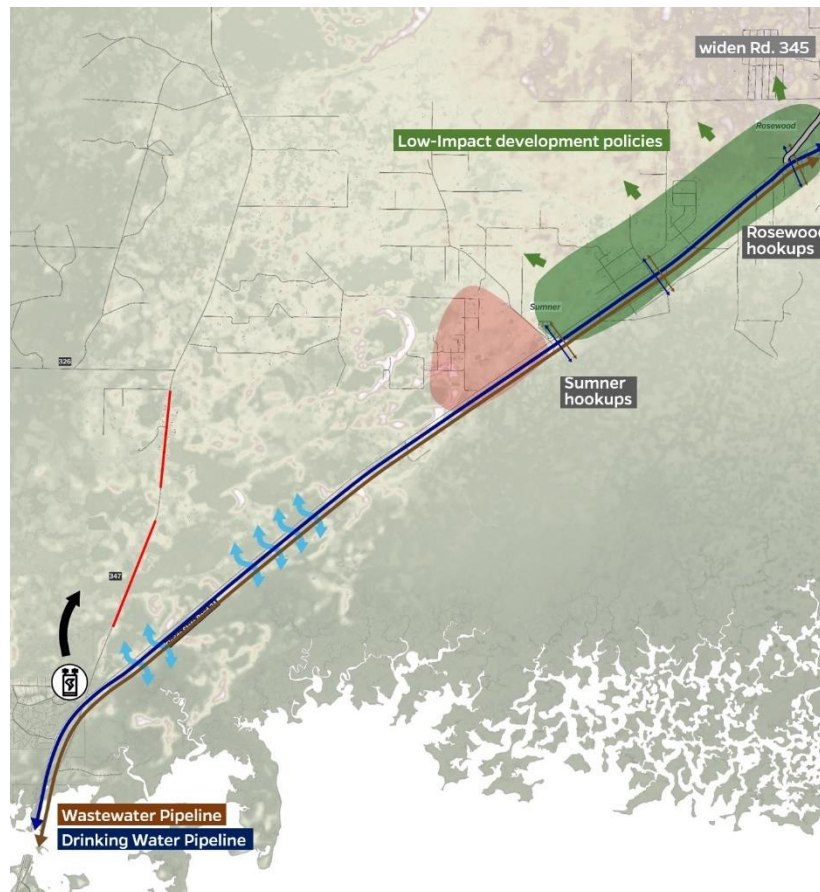 widen Rd. 345
Rosewood
Low-Impact development policies
Rosewood
hookups
Sumner
Sumner
hookups
326
347
Wastewater Pipeline
Drinking Water Pipeline